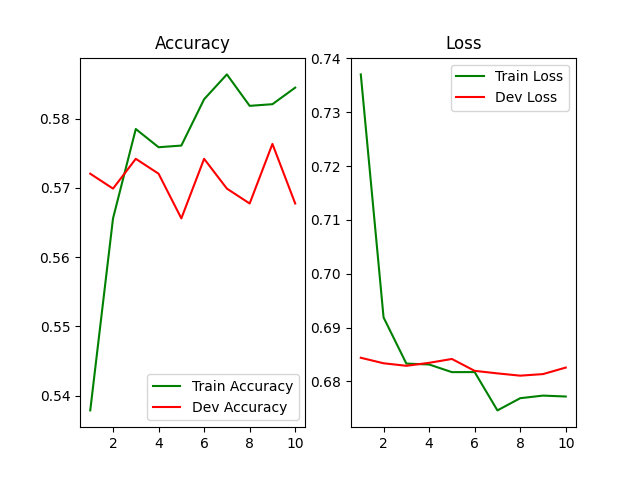 Accuracy
0.58
0.57
0.56
0.55
0.54
2 4 6 8 10
Train Accuracy
Dev Accuracy
Loss
0.74
0.73
0.72
0.71
0.70
0.69
0.68
2 4 6 8 10
Train Loss
Dev Loss